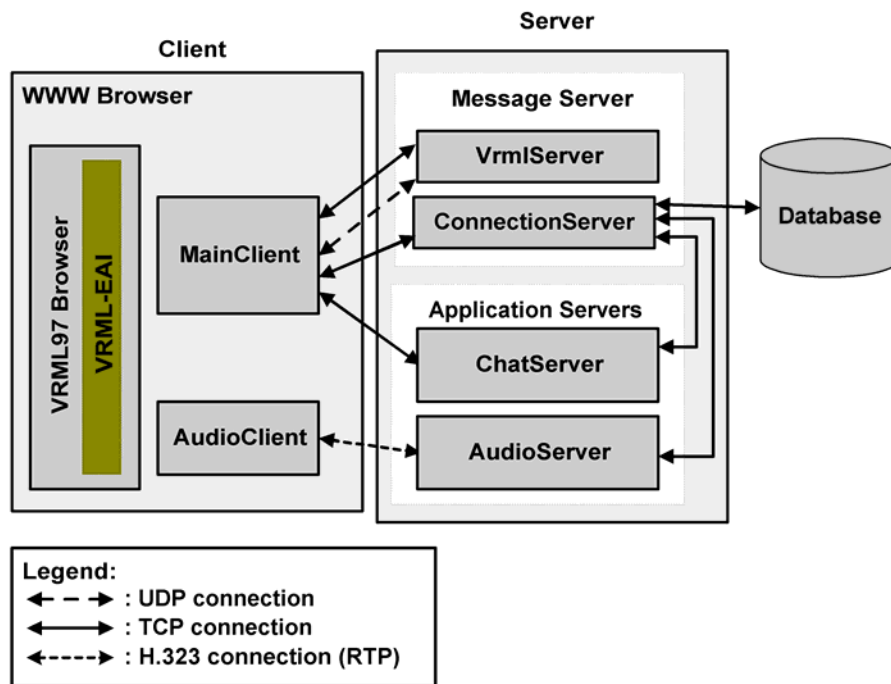 Client
Server
WWW Browser
VRML97 Browser
VRML-EAI
MainClient
AudioClient
Message Server
VrmlServer
ConnectionServer
Application Servers
ChatServer
AudioServer
Database
Legend:
: UDP connection
: TCP connection
: H.323 connection (RTP)